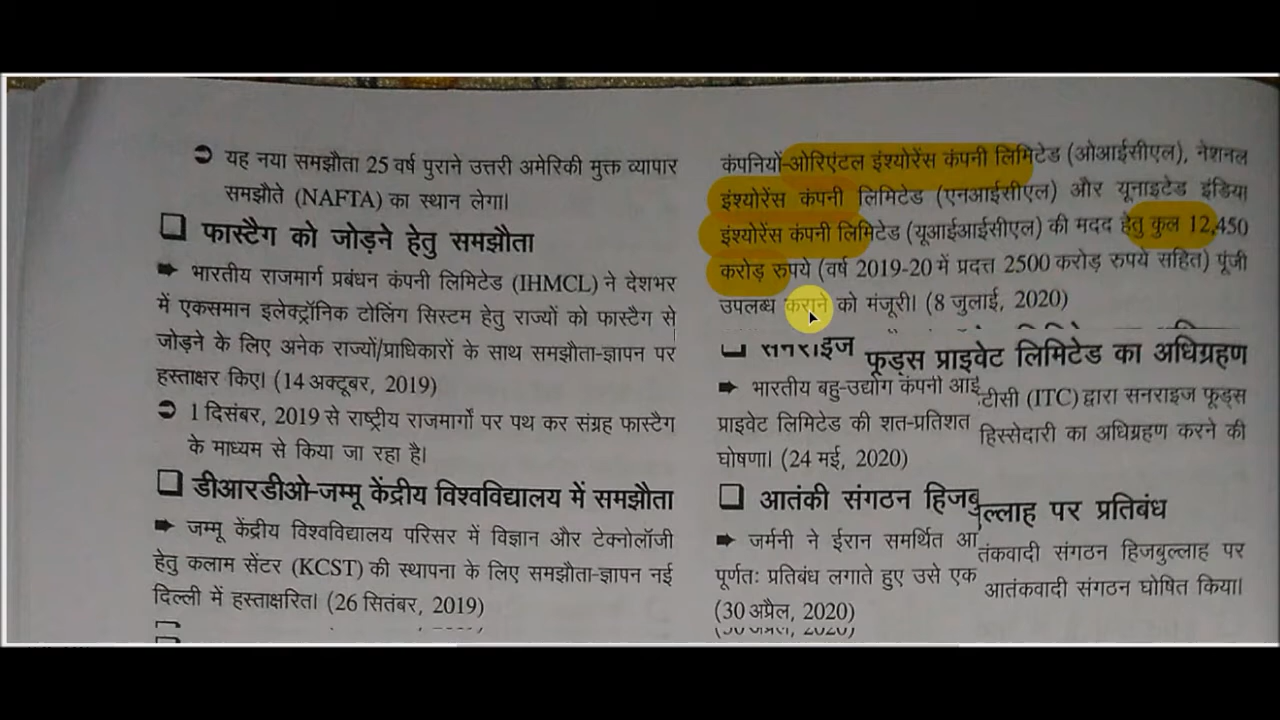 ➲ यह नया समझौता 25 वर्ष पुराने उत्तरी अमेरिकी मुक्त व्यापार
समझौते (NAFTA) का स्थान लेगा।
❑ फास्टैग को जोड़ने हेतु समझौता
➡ भारतीय राजमार्ग प्रबंधन कंपनी लिमिटेड (IHMCL) ने देशभर
में एकसमान इलेक्ट्रॉनिक टोलिंग सिस्टम हेतु राज्यों को फास्टैग से
जोड़ने के लिए अनेक राज्यों/प्राधिकारों के साथ समझौता-ज्ञापन पर
हस्ताक्षर किए। (14 अक्टूबर, 2019)
➲ 1 दिसंबर, 2019 से राष्ट्रीय राजमार्गों पर पथ कर संग्रह फास्टैग
के माध्यम से किया जा रहा है।
❑ डीआरडीओ-जम्मू केंद्रीय विश्वविद्यालय में समझौता
➡ जम्मू केंद्रीय विश्वविद्यालय परिसर में विज्ञान और टेक्नोलॉजी
हेतु कलाम सेंटर (KCST) की स्थापना के लिए समझौता-ज्ञापन नई
दिल्ली में हस्ताक्षरित। (26 सितंबर, 2019)
कंपनियों-ओरिएंटल इंश्योरेंस कंपनी लिमिटेड (ओआईसीएल), नेशनल
इंश्योरेंस कंपनी लिमिटेड (एनआईसीएल) और यूनाइटेड इंडिया
इंश्योरेंस कंपनी लिमिटेड (यूआईआईसीएल) की मदद हेतु कुल 12,450
करोड़ रुपये (वर्ष 2019-20 में प्रदत्त 2500 करोड़ रुपये सहित) पूंजी
उपलब्ध कराने को मंजूरी। (8 जुलाई, 2020)
❑ सनराइज फूड्स प्राइवेट लिमिटेड का अधिग्रहण
➡ भारतीय बहु-उद्योग कंपनी आईटीसी (ITC) द्वारा सनराइज फूड्स
प्राइवेट लिमिटेड की शत-प्रतिशत हिस्सेदारी का अधिग्रहण करने की
घोषणा। (24 मई, 2020)
❑ आतंकी संगठन हिजबुल्लाह पर प्रतिबंध
➡ जर्मनी ने ईरान समर्थित आतंकवादी संगठन हिजबुल्लाह पर
पूर्णतः प्रतिबंध लगाते हुए उसे एक आतंकवादी संगठन घोषित किया।
(30 अप्रैल, 2020)